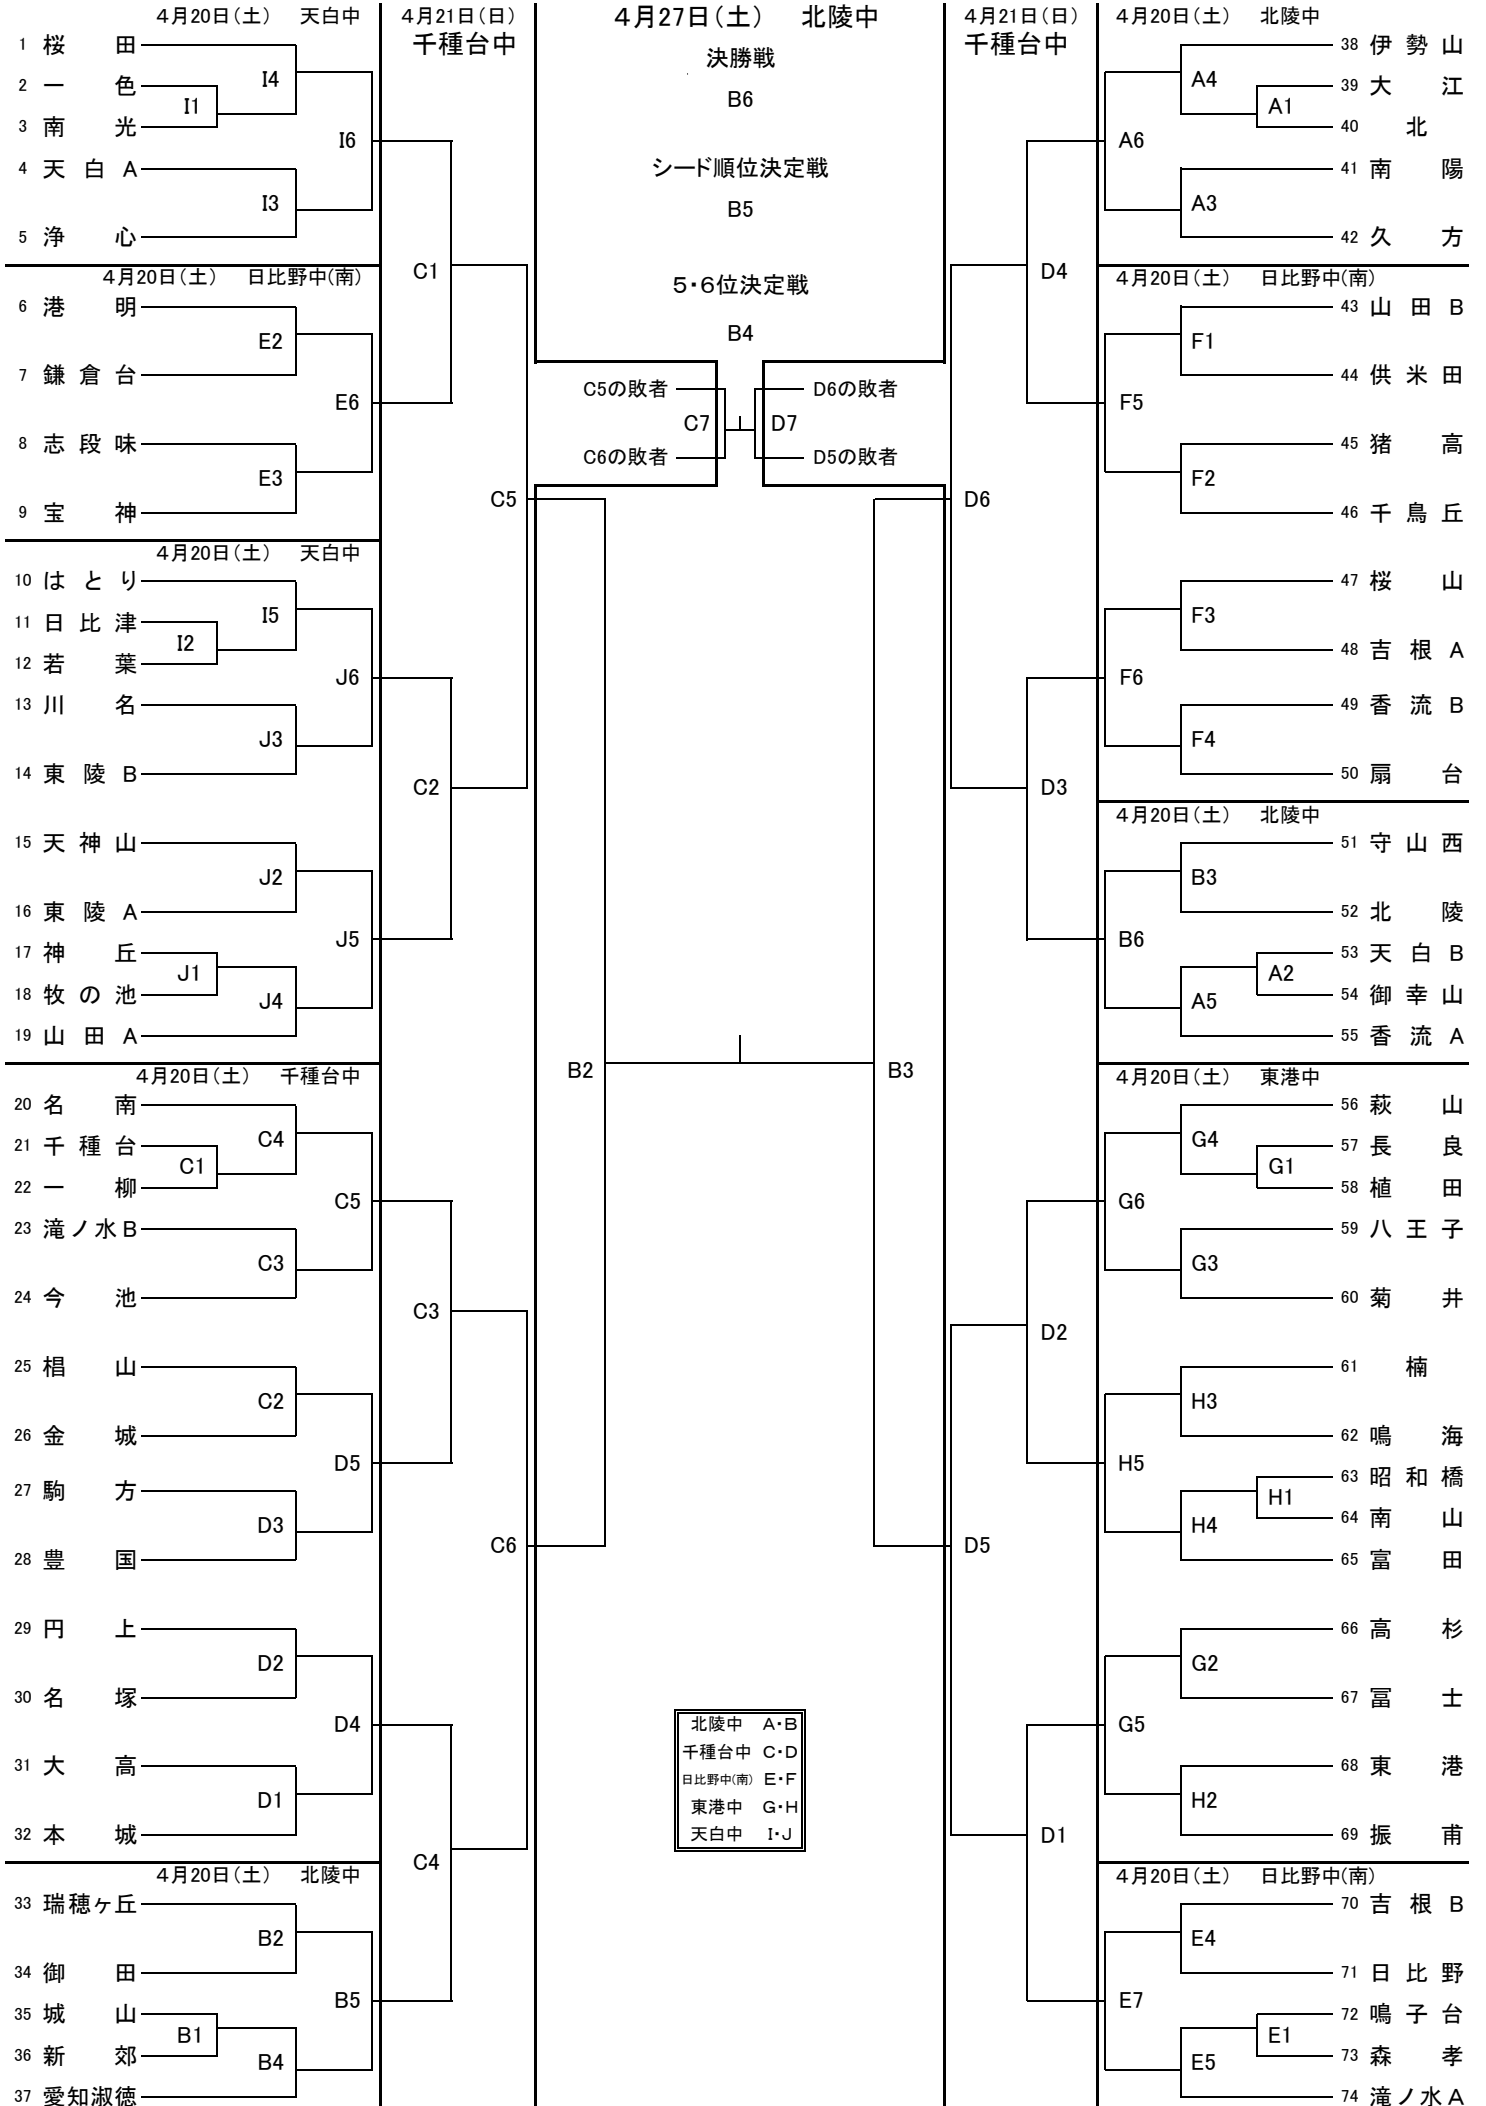 4月20日(土) 天白中
1 桜田
2 一色
3 南光
4 天白A
5 浄心
I1
I4
I3
I6
4月20日(土) 日比野中(南)
6 港明
7 鎌倉台
8 志段味
9 宝神
E2
E3
E6
4月20日(土) 天白中
10 はとり
11 日比津
12 若葉
13 川名
14 東陵B
15 天神山
16 東陵A
17 神丘
18 牧の池
19 山田A
I2
I5
J3
J6
J2
J1
J4
J5
4月20日(土) 千種台中
20 名南
21 千種台
22 一柳
23 滝ノ水B
24 今池
25 椙山
26 金城
27 駒方
28 豊国
29 円上
30 名塚
31 大高
32 本城
C1
C4
C3
C5
C2
D3
D5
D2
D1
D4
4月20日(土) 北陵中
33 瑞穂ヶ丘
34 御田
35 城山
36 新郊
37 愛知淑徳
B2
B1
B4
B5
4月21日(日)
千種台中
C1
C2
C3
C4
C5
C6
4月27日(土) 北陵中
決勝戦
B6
シード順位決定戦
B5
5・6位決定戦
B4
C5の敗者
C7
C6の敗者
D6の敗者
D7
D5の敗者
B2
B3
北陵中 A・B
千種台中 C・D
日比野中(南) E・F
東港中 G・H
天白中 I・J
4月21日(日)
千種台中
D4
D6
D3
D2
D5
D1
4月20日(土) 北陵中
38 伊勢山
39 大江
40 北
41 南陽
42 久方
A4
A1
A6
A3
4月20日(土) 日比野中(南)
43 山田B
44 供米田
45 猪高
46 千鳥丘
47 桜山
48 吉根A
49 香流B
50 扇台
F1
F5
F2
F3
F6
F4
4月20日(土) 北陵中
51 守山西
52 北陵
53 天白B
54 御幸山
55 香流A
B3
B6
A2
A5
4月20日(土) 東港中
56 萩山
57 長良
58 植田
59 八王子
60 菊井
61 楠
62 鳴海
63 昭和橋
64 南山
65 富田
66 高杉
67 冨士
68 東港
69 振甫
G4
G1
G6
G3
H3
H5
H1
H4
G2
G5
H2
4月20日(土) 日比野中(南)
70 吉根B
71 日比野
72 鳴子台
73 森孝
74 滝ノ水A
E4
E7
E1
E5